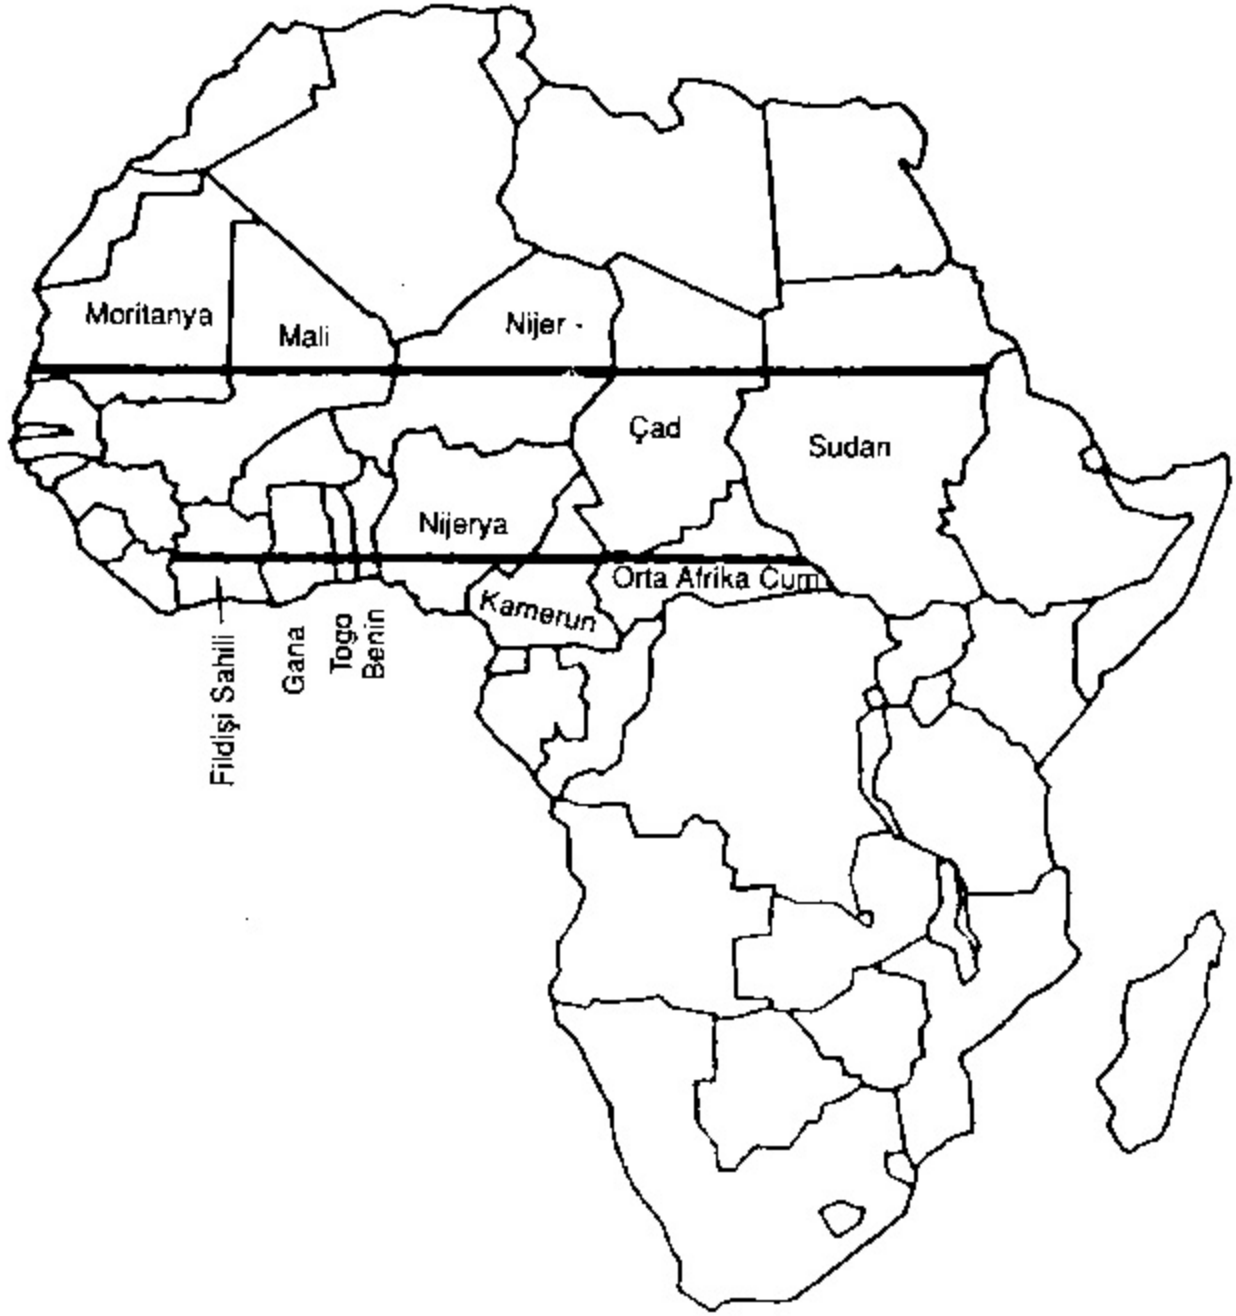 Moritanya
Mali
Nijer
Çad
Sudan
Nijerya
Orta Afrika Cum
Kamerun
Fildişi Sahili
Gana
Togo
Benin